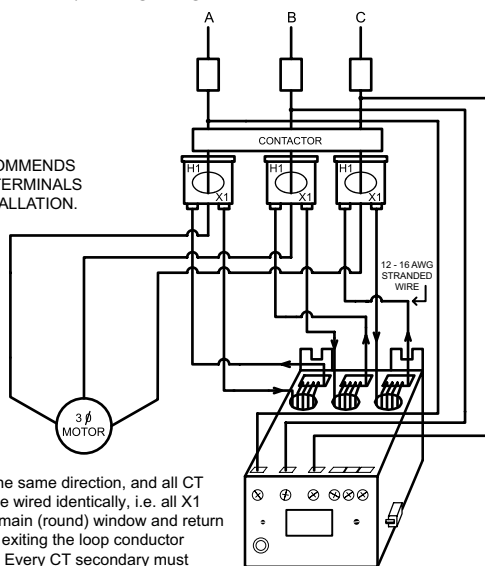 A B C
CONTACTOR
H1 H1 H1
X1 X1 X1
OMMENDS
TERMINALS
ALLATION.
12 - 16 AWG
STRANDED
WIRE
3 ø
MOTOR
he same direction, and all CT
e wired identically, i.e. all X1
main (round) window and return
exiting the loop conductor
Every CT secondary must